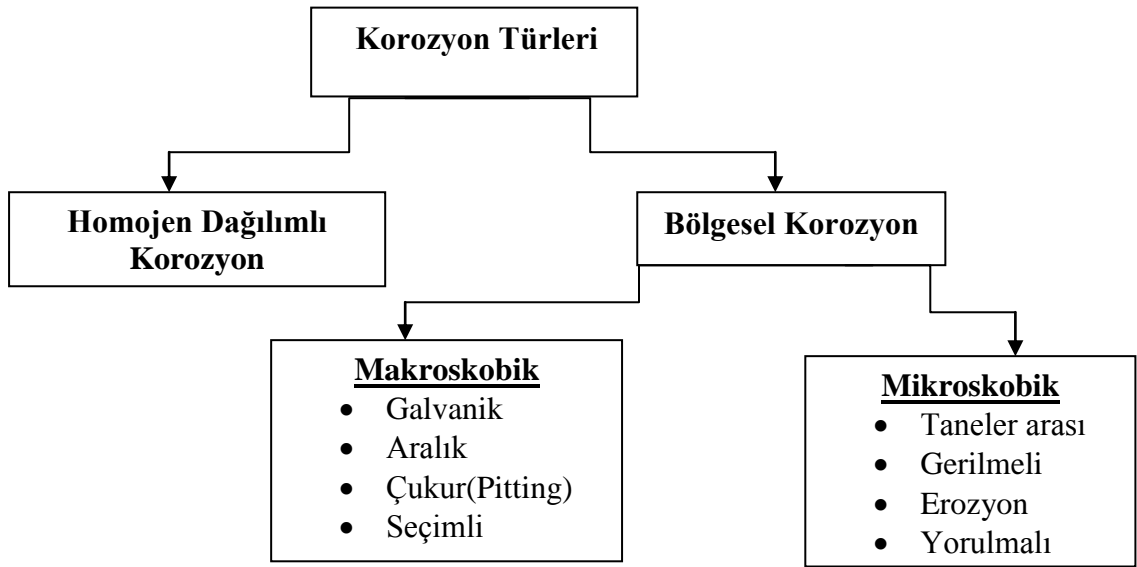 Korozyon Türleri
Homojen Dağılımlı
Korozyon
Bölgesel Korozyon
Makroskobik
• Galvanik
• Aralık
• Çukur(Pitting)
• Seçimli
Mikroskobik
• Taneler arası
• Gerilmeli
• Erozyon
• Yorulmalı